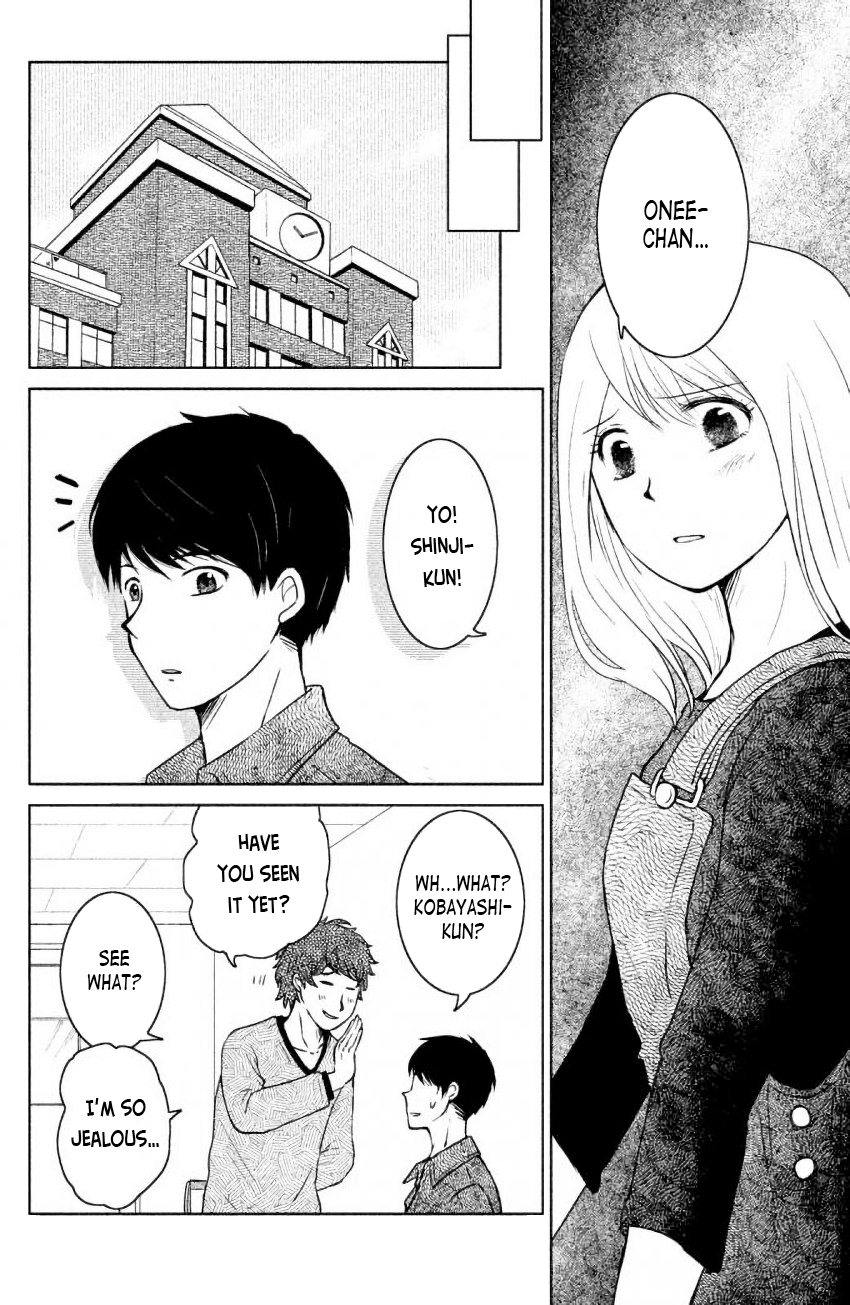 ONEE-
CHAN...
YO!
SHINJI-
KUN!
WH...WHAT?
KOBAYASHI-
KUN?
HAVE
YOU SEEN
IT YET?
SEE
WHAT?
I'M SO
JEALOUS...